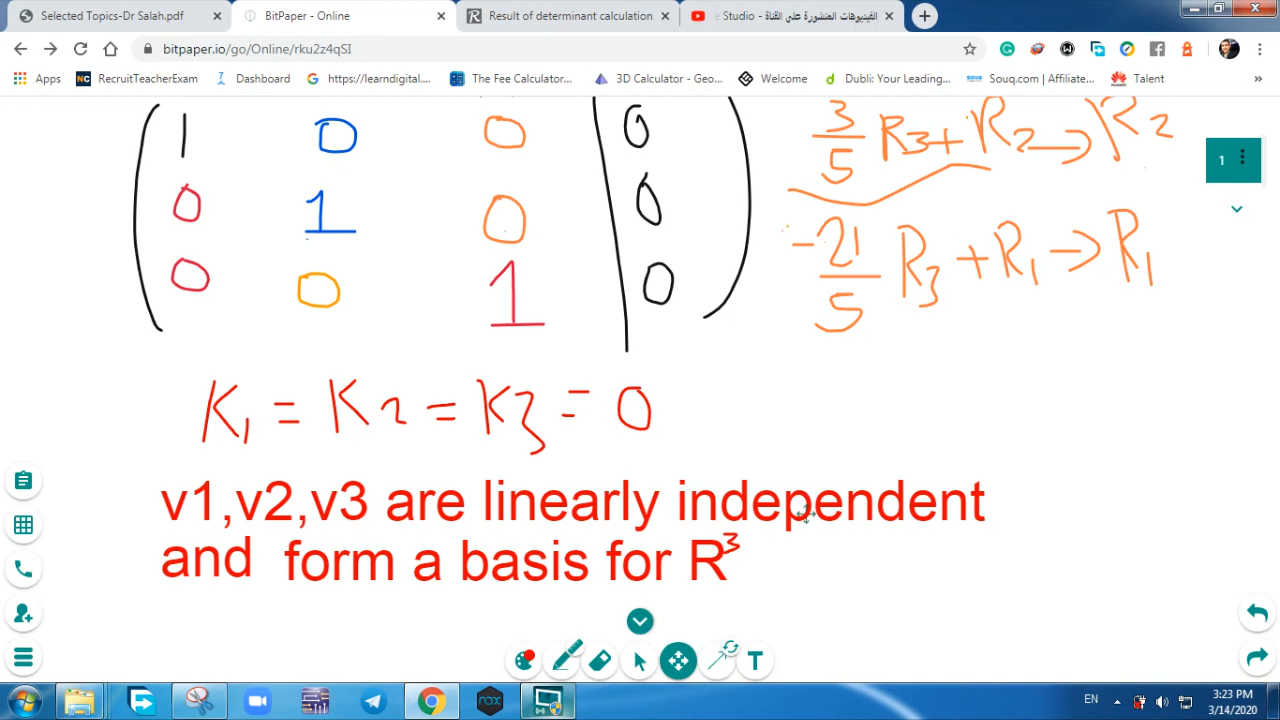 Selected Topics-Dr Salah.pdf
BitPaper - Online
Result of determinant calculation
الفيديوهات المنشورة على القناة - Studio
bitpaper.io/go/Online/rku2z4qSI
Apps
RecruitTeacherExam
Dashboard
https://learndigital....
The Fee Calculator...
3D Calculator - Geo...
Welcome
Dubli: Your Leading...
Souq.com | Affiliate...
Talent
»
1 0 0 | 0
3/5 R3 + R2 → R2
0 1 0 | 0
-21/5 R3 + R1 → R1
0 0 1 | 0
1
K1 = K2 = K3 = 0
v1,v2,v3 are linearly independent
and form a basis for R³
T
EN
3:23 PM
3/14/2020